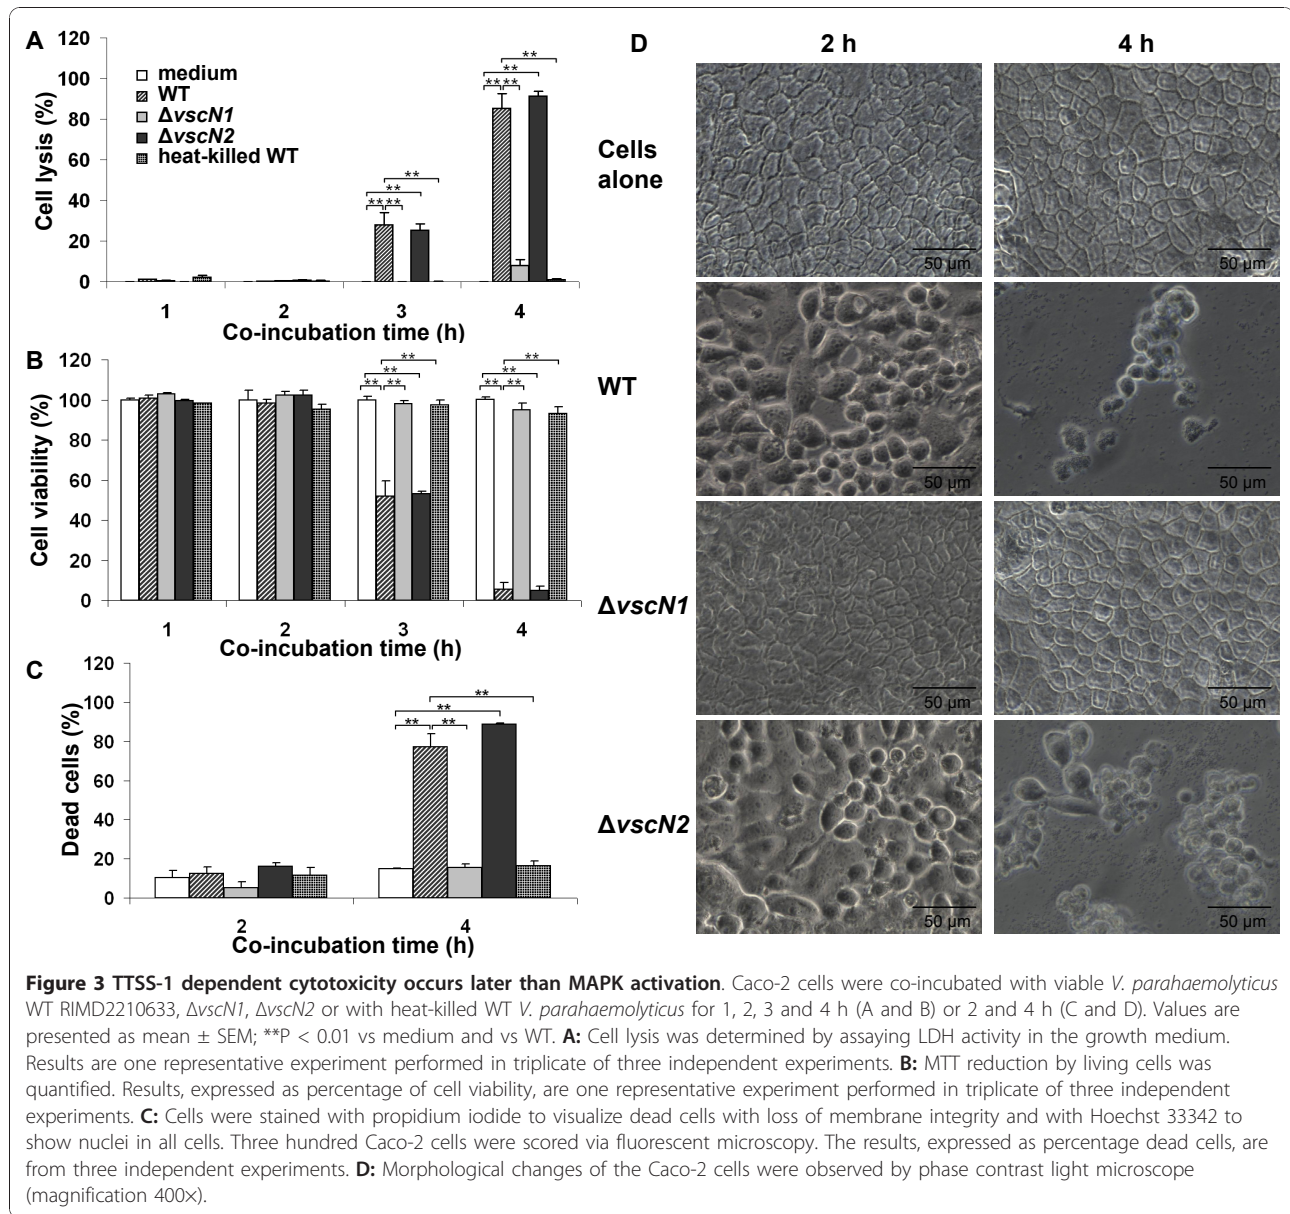 A
120
100
80
60
40
20
0
Cell lysis (%)
medium
WT
ΔvscN1
ΔvscN2
heat-killed WT
** **
**
**
** **
**
**
1 2 3 4
Co-incubation time (h)
B
120
100
80
60
40
20
0
Cell viability (%)
** **
**
**
** **
**
**
1 2 3 4
Co-incubation time (h)
C
120
100
80
60
40
20
0
Dead cells (%)
** **
**
**
2 4
Co-incubation time (h)
D
2 h 4 h
Cells
alone
50 µm 50 µm
WT
50 µm 50 µm
ΔvscN1
50 µm 50 µm
ΔvscN2
50 µm 50 µm
Figure 3 TTSS-1 dependent cytotoxicity occurs later than MAPK activation. Caco-2 cells were co-incubated with viable V. parahaemolyticus
WT RIMD2210633, ΔvscN1, ΔvscN2 or with heat-killed WT V. parahaemolyticus for 1, 2, 3 and 4 h (A and B) or 2 and 4 h (C and D). Values are
presented as mean ± SEM; **P < 0.01 vs medium and vs WT. A: Cell lysis was determined by assaying LDH activity in the growth medium.
Results are one representative experiment performed in triplicate of three independent experiments. B: MTT reduction by living cells was
quantified. Results, expressed as percentage of cell viability, are one representative experiment performed in triplicate of three independent
experiments. C: Cells were stained with propidium iodide to visualize dead cells with loss of membrane integrity and with Hoechst 33342 to
show nuclei in all cells. Three hundred Caco-2 cells were scored via fluorescent microscopy. The results, expressed as percentage dead cells, are
from three independent experiments. D: Morphological changes of the Caco-2 cells were observed by phase contrast light microscope
(magnification 400×).